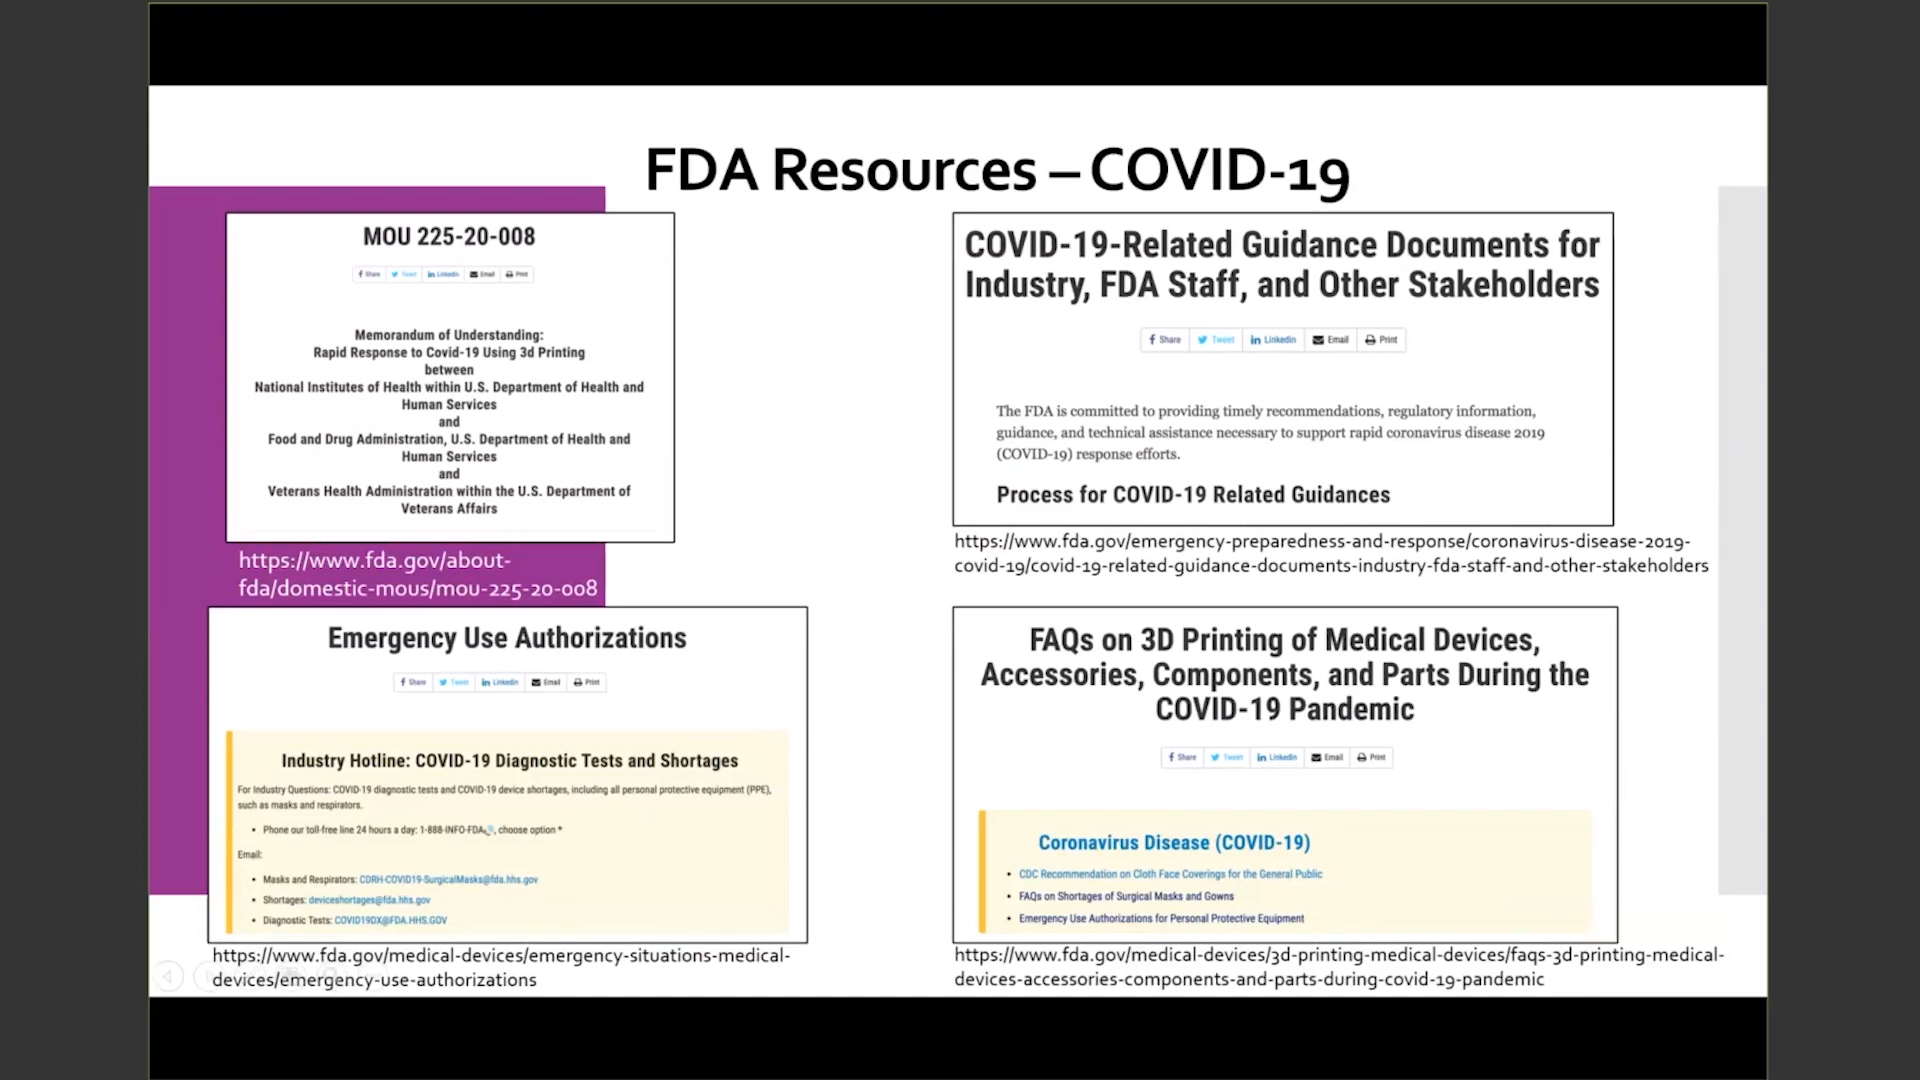 FDA Resources – COVID-19
MOU 225-20-008
Share Tweet Linkedin Email Print
Memorandum of Understanding:
Rapid Response to Covid-19 Using 3d Printing
between
National Institutes of Health within U.S. Department of Health and
Human Services
and
Food and Drug Administration, U.S. Department of Health and
Human Services
and
Veterans Health Administration within the U.S. Department of
Veterans Affairs
https://www.fda.gov/about-
fda/domestic-mous/mou-225-20-008
COVID-19-Related Guidance Documents for
Industry, FDA Staff, and Other Stakeholders
Share Tweet Linkedin Email Print
The FDA is committed to providing timely recommendations, regulatory information,
guidance, and technical assistance necessary to support rapid coronavirus disease 2019
(COVID-19) response efforts.
Process for COVID-19 Related Guidances
https://www.fda.gov/emergency-preparedness-and-response/coronavirus-disease-2019-
covid-19/covid-19-related-guidance-documents-industry-fda-staff-and-other-stakeholders
Emergency Use Authorizations
Share Tweet Linkedin Email Print
Industry Hotline: COVID-19 Diagnostic Tests and Shortages
For Industry Questions: COVID-19 diagnostic tests and COVID-19 device shortages, including all personal protective equipment (PPE),
such as masks and respirators.
• Phone our toll-free line 24 hours a day: 1-888-INFO-FDA, choose option *
Email:
• Masks and Respirators: CDRH-COVID19-SurgicalMasks@fda.hhs.gov
• Shortages: deviceshortages@fda.hhs.gov
• Diagnostic Tests: COVID19DX@FDA.HHS.GOV
https://www.fda.gov/medical-devices/emergency-situations-medical-
devices/emergency-use-authorizations
FAQs on 3D Printing of Medical Devices,
Accessories, Components, and Parts During the
COVID-19 Pandemic
Share Tweet Linkedin Email Print
Coronavirus Disease (COVID-19)
• CDC Recommendation on Cloth Face Coverings for the General Public
• FAQs on Shortages of Surgical Masks and Gowns
• Emergency Use Authorizations for Personal Protective Equipment
https://www.fda.gov/medical-devices/3d-printing-medical-devices/faqs-3d-printing-medical-
devices-accessories-components-and-parts-during-covid-19-pandemic